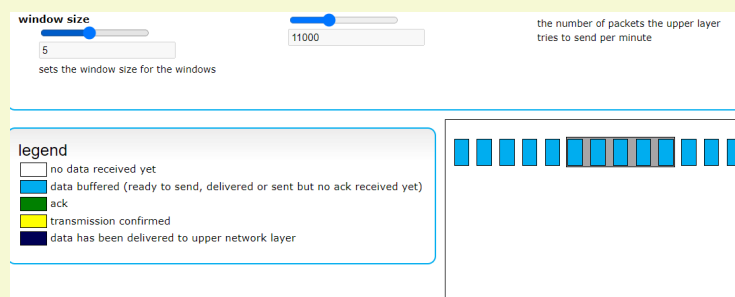 window size
5
sets the window size for the windows
11000
the number of packets the upper layer
tries to send per minute
legend
no data received yet
data buffered (ready to send, delivered or sent but no ack received yet)
ack
transmission confirmed
data has been delivered to upper network layer